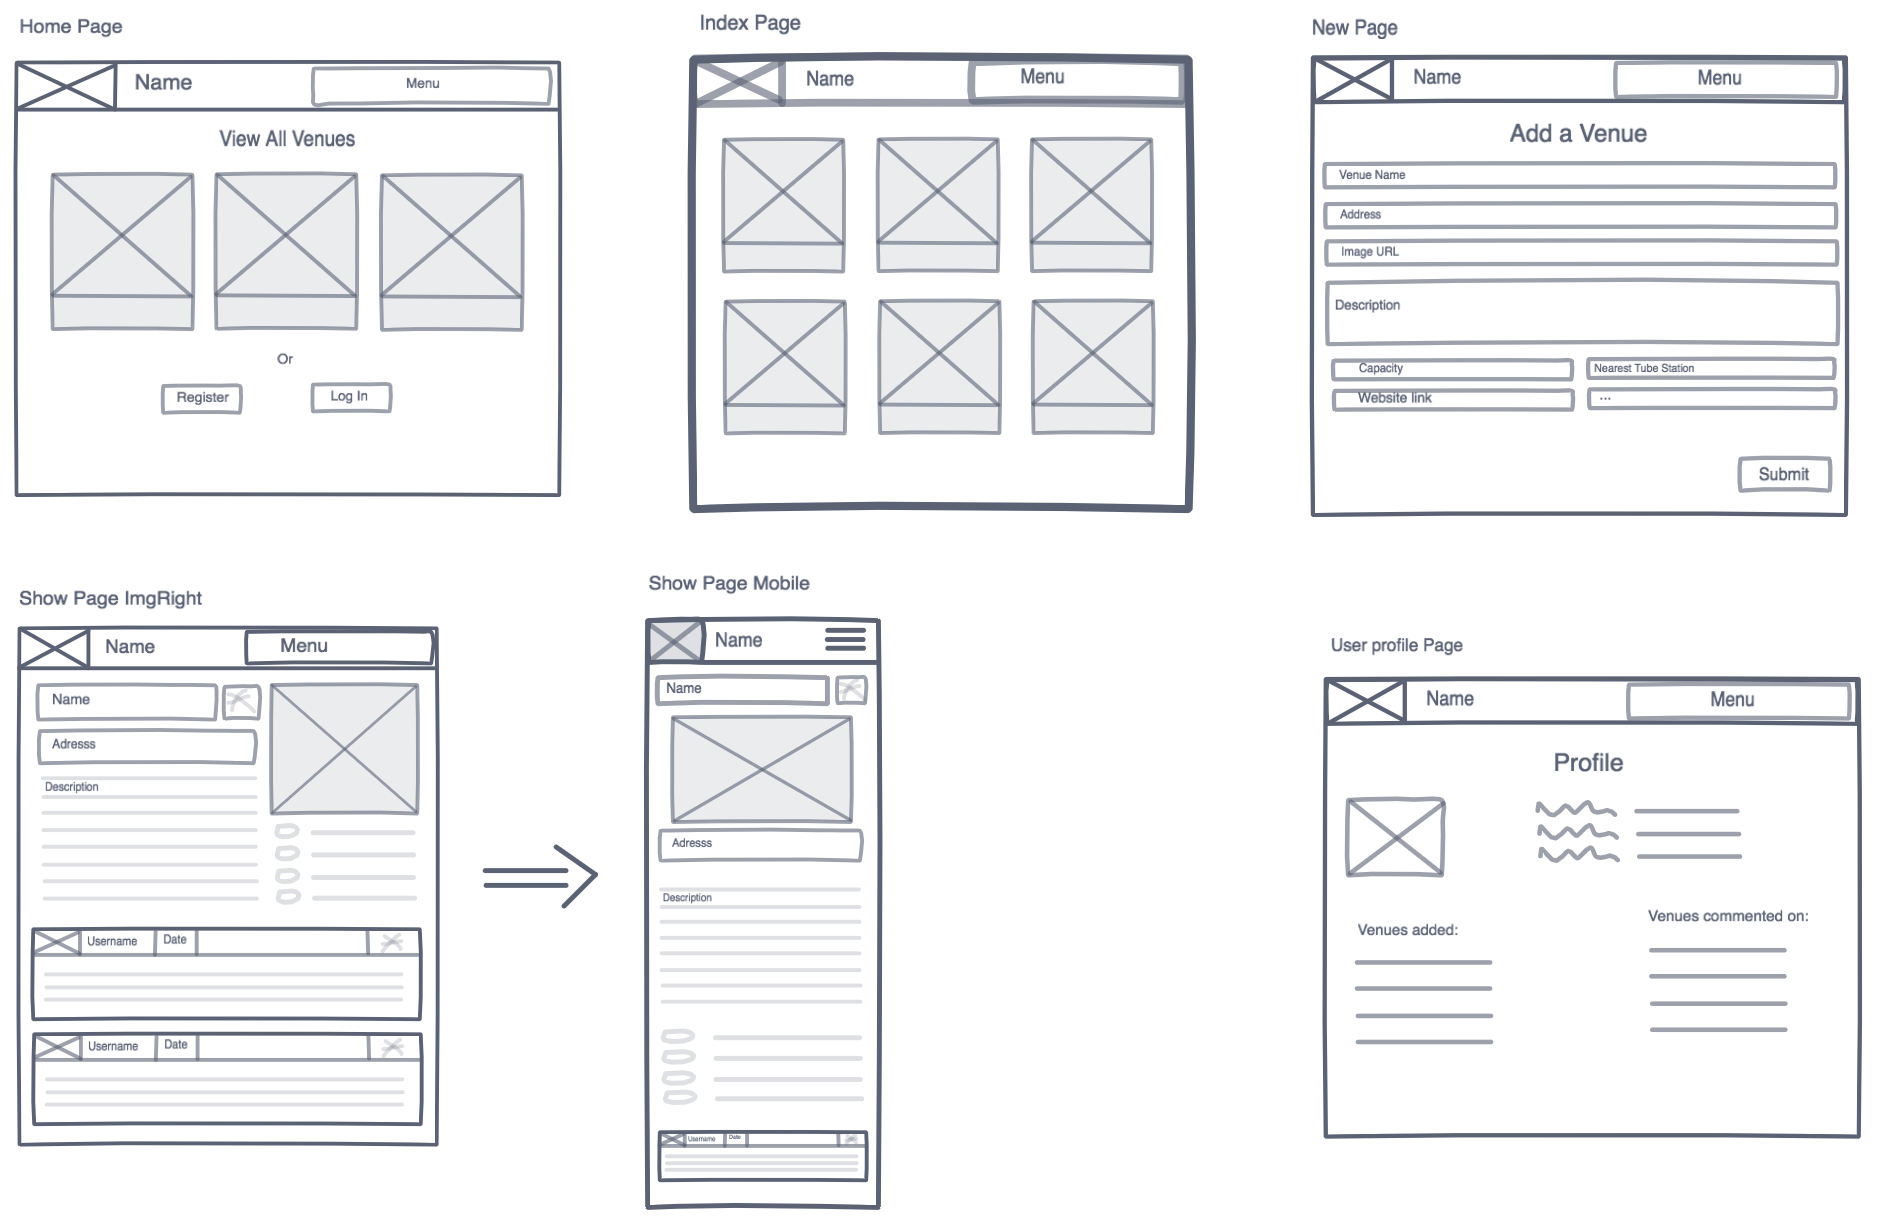 Home Page
Name
Menu
View All Venues
Or
Register
Log In
Index Page
Name
Menu
New Page
Name
Menu
Add a Venue
Venue Name
Address
Image URL
Description
Capacity
Nearest Tube Station
Website link
...
Submit
Show Page ImgRight
Name
Menu
Name
Adresss
Description
Username
Date
Username
Date
Show Page Mobile
Name
Name
Adresss
Description
Username
Date
User profile Page
Name
Menu
Profile
Venues added:
Venues commented on: